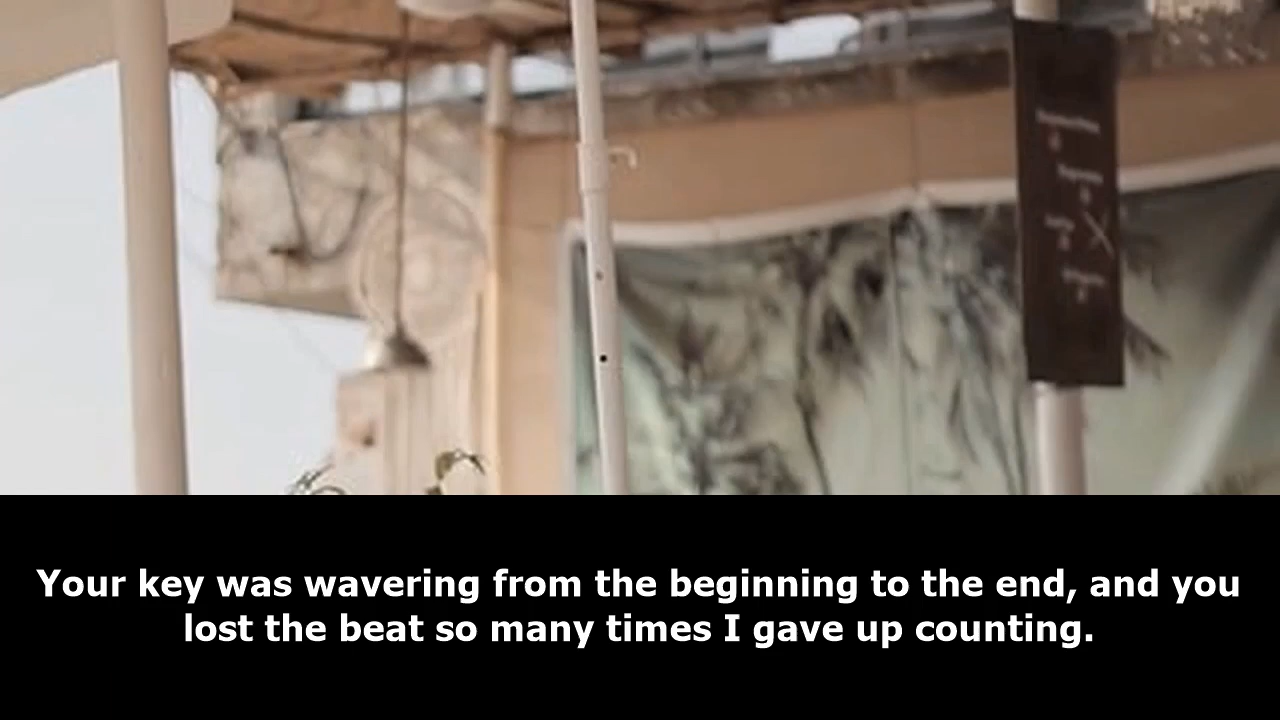 Your key was wavering from the beginning to the end, and you
lost the beat so many times I gave up counting.